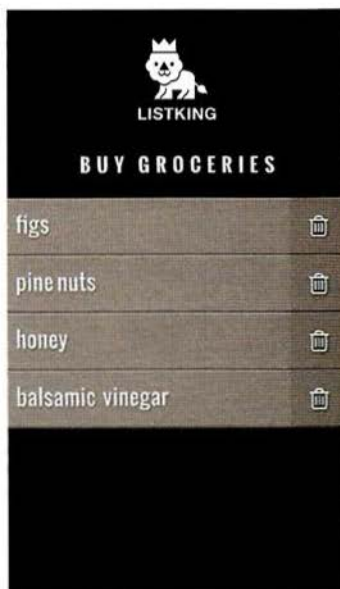 LISTKING
BUY GROCERIES
figs
pine nuts
honey
balsamic vinegar